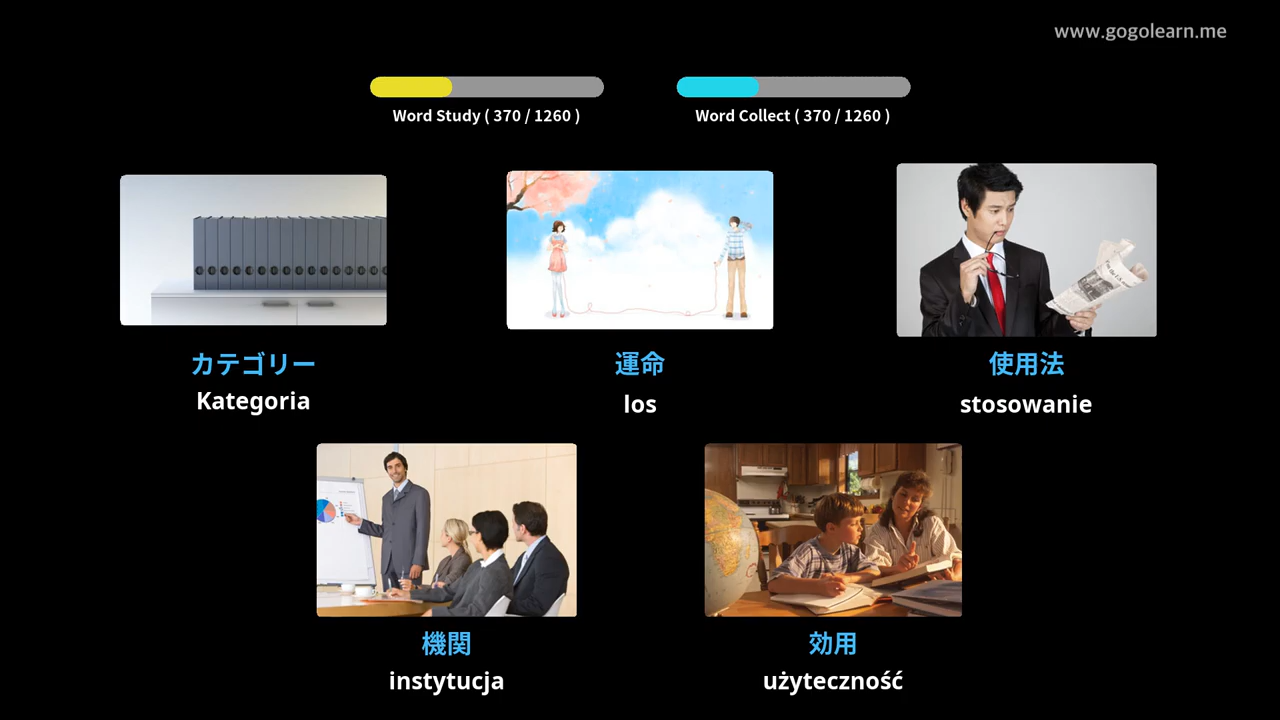 www.gogolearn.me
Word Study ( 370 / 1260 )
Word Collect ( 370 / 1260 )
カテゴリー
Kategoria
運命
los
使用法
stosowanie
機関
instytucja
効用
użyteczność